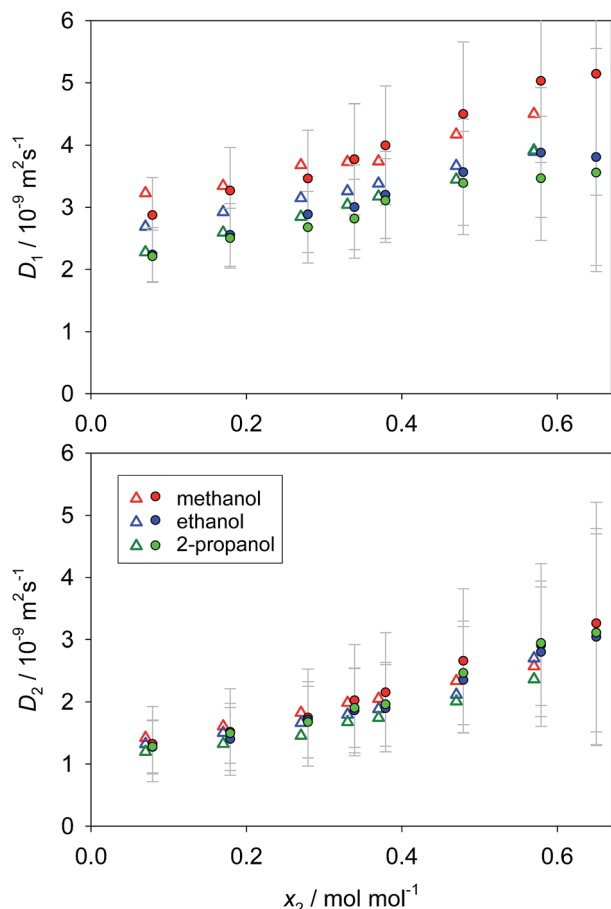 6
5
4
3
2
1
0
D₁ / 10⁻⁹ m²s⁻¹
0.0 0.2 0.4 0.6
6
5
4
3
2
1
0
D₂ / 10⁻⁹ m²s⁻¹
methanol
ethanol
2-propanol
0.0 0.2 0.4 0.6
x₂ / mol mol⁻¹